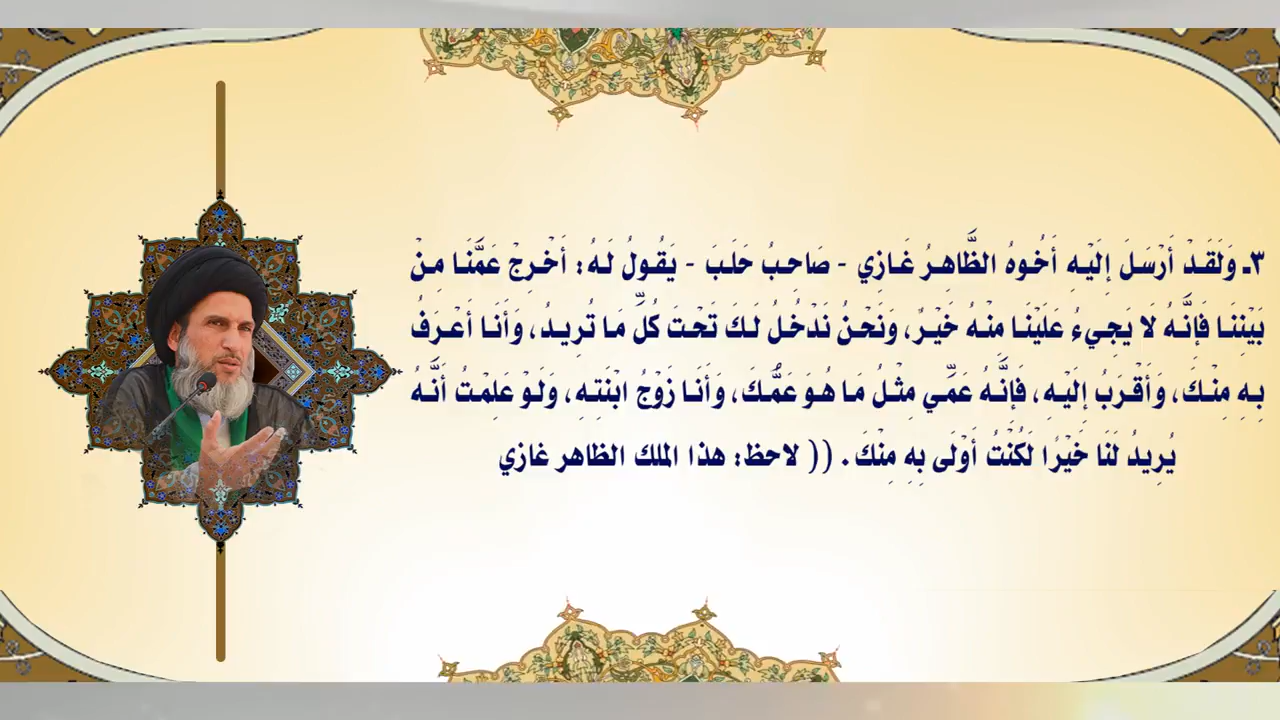 ٣ـ وَلَقَدْ أَرْسَلَ إِلَيْهِ أَخُوهُ الظَّاهِرُ غَازِي - صَاحِبُ حَلَبَ - يَقُولُ لَهُ: أَخْرِجْ عَمَّنَا مِنْ
بَيْنِنَا فَإِنَّهُ لَا يَجِيءُ عَلَيْنَا مِنْهُ خَيْرٌ، وَنَحْنُ نَدْخُلُ لَكَ تَحْتَ كُلِّ مَا تُرِيدُ، وَأَنَا أَعْرَفُ
بِهِ مِنْكَ، وَأَقْرَبُ إِلَيْهِ، فَإِنَّهُ عَمِّي مِثْلُ مَا هُوَ عَمُّكَ، وَأَنَا زَوْجُ ابْنَتِهِ، وَلَوْ عَلِمْتُ أَنَّهُ
يُرِيدُ لَنَا خَيْرًا لَكُنْتُ أَوْلَى بِهِ مِنْكَ. (( لاحظ: هذا الملك الظاهر غازي